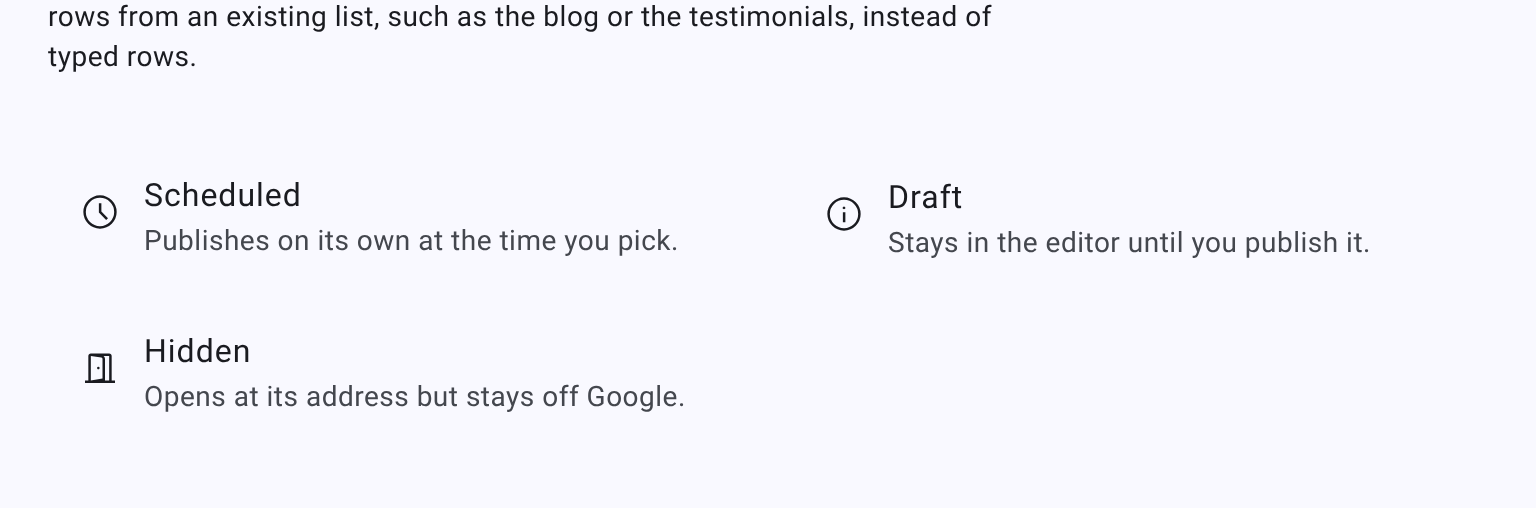 rows from an existing list, such as the blog or the testimonials, instead of
typed rows.
Scheduled
Publishes on its own at the time you pick.
Draft
Stays in the editor until you publish it.
Hidden
Opens at its address but stays off Google.